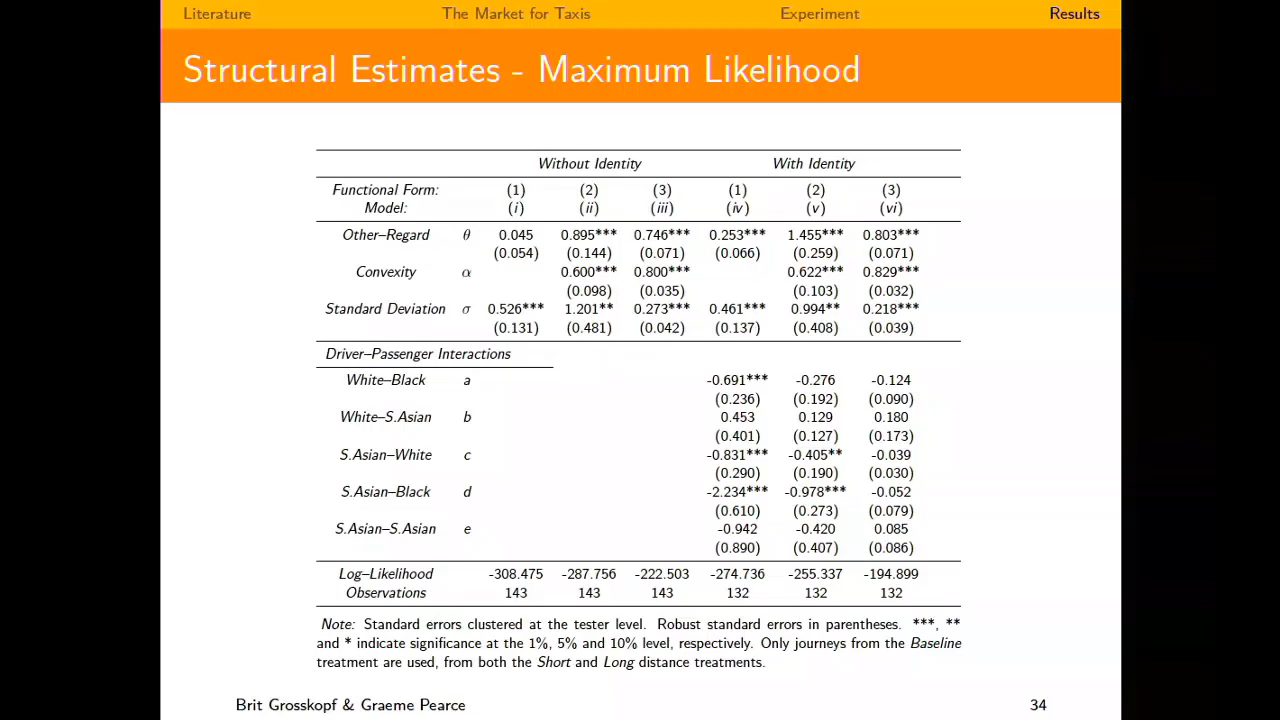 Literature The Market for Taxis Experiment Results
Structural Estimates - Maximum Likelihood
Without Identity With Identity
Functional Form: (1) (2) (3) (1) (2) (3)
Model: (i) (ii) (iii) (iv) (v) (vi)
Other–Regard θ 0.045 0.895*** 0.746*** 0.253*** 1.455*** 0.803***
(0.054) (0.144) (0.071) (0.066) (0.259) (0.071)
Convexity α 0.600*** 0.800*** 0.622*** 0.829***
(0.098) (0.035) (0.103) (0.032)
Standard Deviation σ 0.526*** 1.201** 0.273*** 0.461*** 0.994** 0.218***
(0.131) (0.481) (0.042) (0.137) (0.408) (0.039)
Driver–Passenger Interactions
White–Black a -0.691*** -0.276 -0.124
(0.236) (0.192) (0.090)
White–S.Asian b 0.453 0.129 0.180
(0.401) (0.127) (0.173)
S.Asian–White c -0.831*** -0.405** -0.039
(0.290) (0.190) (0.030)
S.Asian–Black d -2.234*** -0.978*** -0.052
(0.610) (0.273) (0.079)
S.Asian–S.Asian e -0.942 -0.420 0.085
(0.890) (0.407) (0.086)
Log–Likelihood -308.475 -287.756 -222.503 -274.736 -255.337 -194.899
Observations 143 143 143 132 132 132
Note: Standard errors clustered at the tester level. Robust standard errors in parentheses. ***, **
and * indicate significance at the 1%, 5% and 10% level, respectively. Only journeys from the Baseline
treatment are used, from both the Short and Long distance treatments.
Brit Grosskopf & Graeme Pearce 34